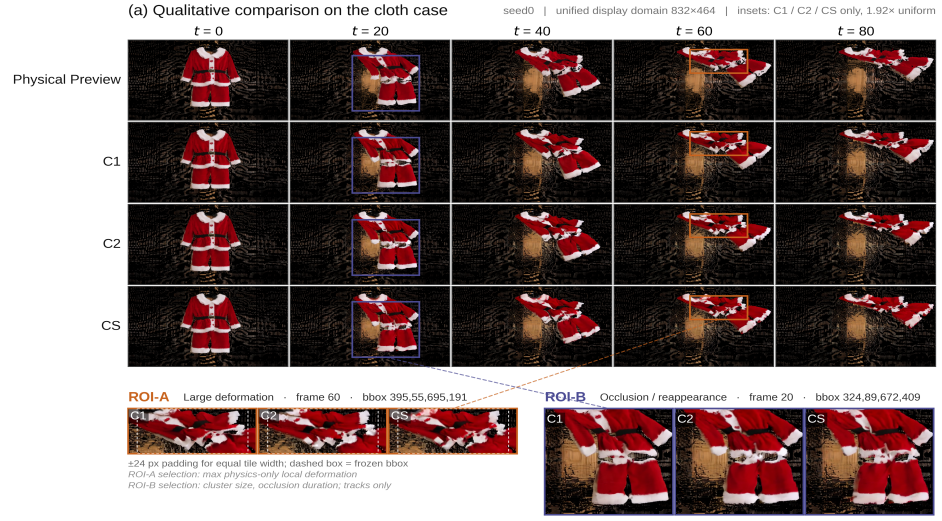 (a) Qualitative comparison on the cloth case
seed0 | unified display domain 832×464 | insets: C1 / C2 / CS only, 1.92× uniform
t = 0 t = 20 t = 40 t = 60 t = 80
Physical Preview
C1
C2
CS
ROI-A Large deformation · frame 60 · bbox 395,55,695,191
C1 C2 CS
±24 px padding for equal tile width; dashed box = frozen bbox
ROI-A selection: max physics-only local deformation
ROI-B selection: cluster size, occlusion duration; tracks only
ROI-B Occlusion / reappearance · frame 20 · bbox 324,89,672,409
C1 C2 CS